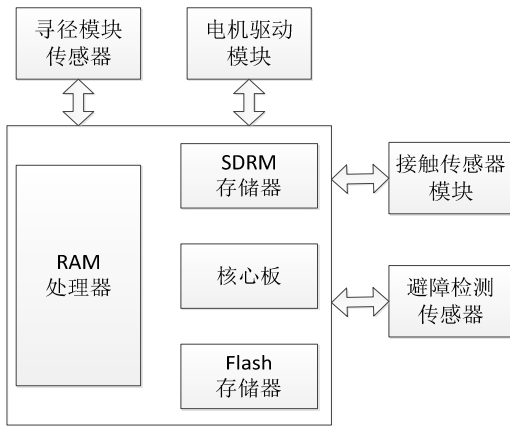 寻径模块
传感器
电机驱动
模块
SDRM
存储器
接触传感器
模块
RAM
处理器
核心板
避障检测
传感器
Flash
存储器